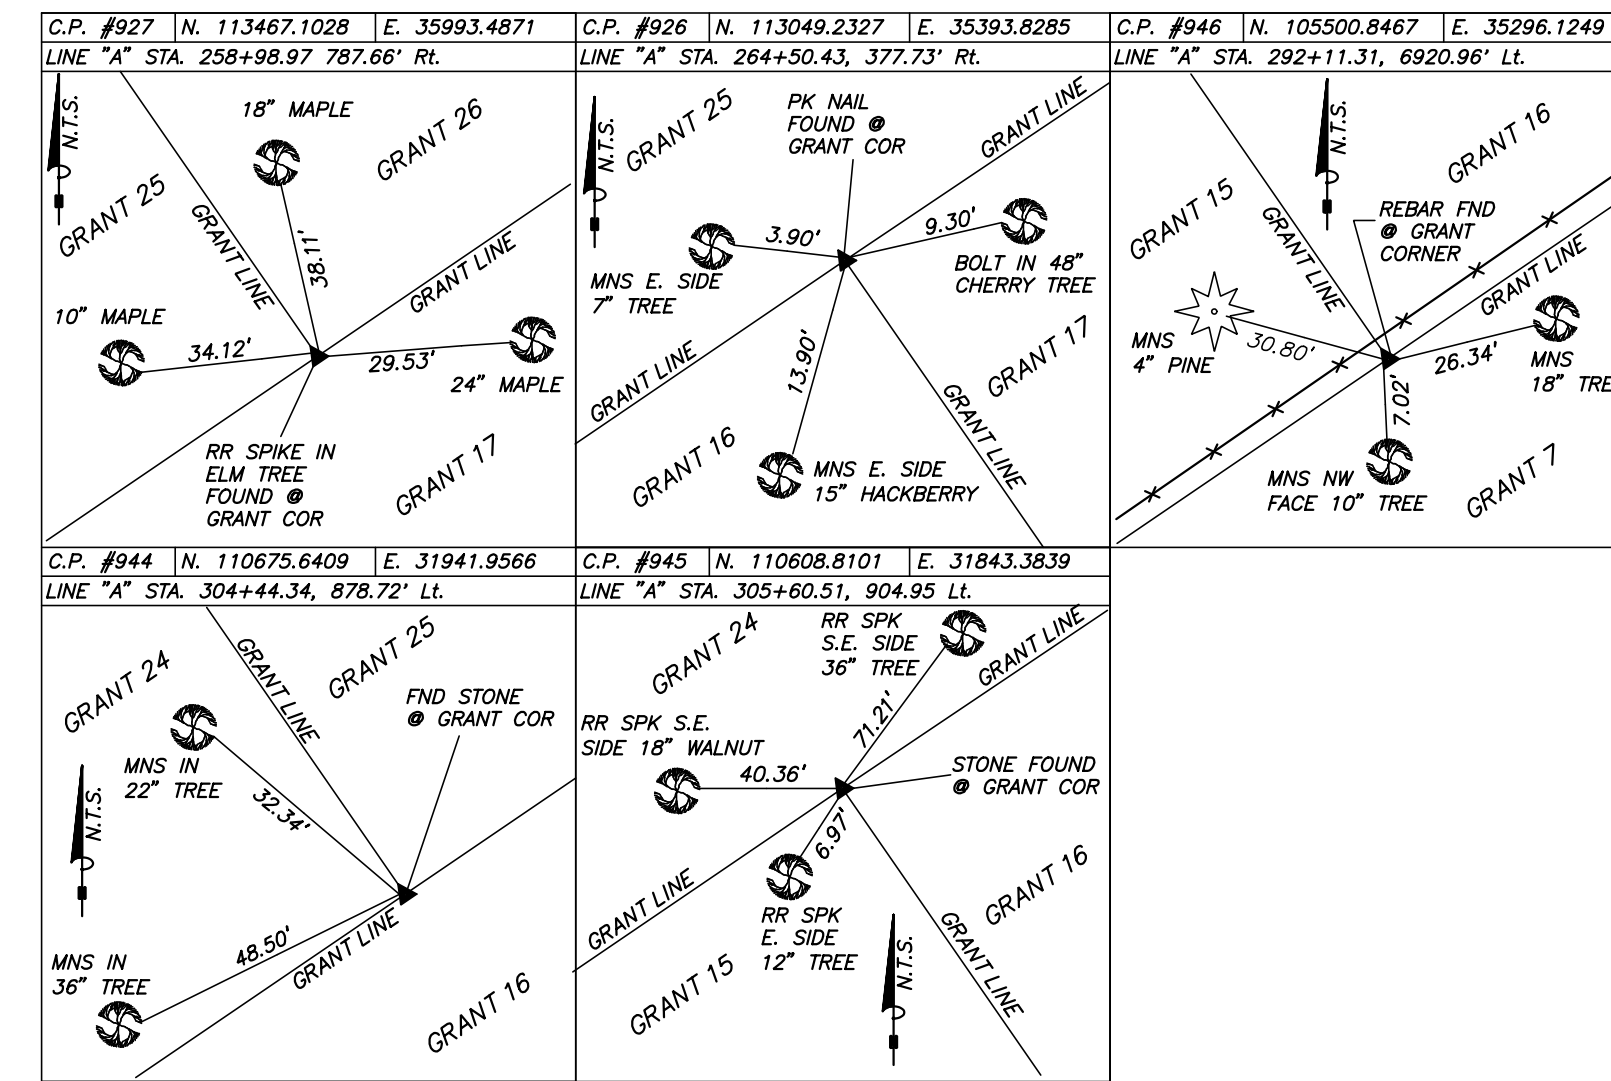 C.P. #927 N. 113467.1028 E. 35993.4871
LINE "A" STA. 258+98.97 787.66' Rt.
N.T.S.
18" MAPLE
GRANT 26
GRANT 25
GRANT LINE
38.11'
GRANT LINE
10" MAPLE
34.12'
29.53'
24" MAPLE
RR SPIKE IN
ELM TREE
FOUND @
GRANT COR
GRANT 17
C.P. #926 N. 113049.2327 E. 35393.8285
LINE "A" STA. 264+50.43, 377.73' Rt.
N.T.S.
GRANT 25
PK NAIL
FOUND @
GRANT COR
GRANT LINE
3.90'
9.30'
MNS E. SIDE
7" TREE
BOLT IN 48"
CHERRY TREE
GRANT LINE
13.90'
GRANT 17
GRANT LINE
GRANT 16
MNS E. SIDE
15" HACKBERRY
C.P. #946 N. 105500.8467 E. 35296.1249
LINE "A" STA. 292+11.31, 6920.96' Lt.
N.T.S.
GRANT 16
GRANT 15
GRANT LINE
REBAR FND
@ GRANT
CORNER
GRANT LINE
MNS
4" PINE
30.80'
26.34'
MNS
18" TRE
7.02'
MNS NW
FACE 10" TREE
GRANT 7
C.P. #944 N. 110675.6409 E. 31941.9566
LINE "A" STA. 304+44.34, 878.72' Lt.
GRANT 24
GRANT LINE
GRANT 25
FND STONE
@ GRANT COR
MNS IN
22" TREE
N.T.S.
32.34'
48.50'
GRANT LINE
MNS IN
36" TREE
GRANT 16
C.P. #945 N. 110608.8101 E. 31843.3839
LINE "A" STA. 305+60.51, 904.95 Lt.
GRANT 24
RR SPK
S.E. SIDE
36" TREE
GRANT LINE
RR SPK S.E.
SIDE 18" WALNUT
71.21'
40.36'
STONE FOUND
@ GRANT COR
6.97'
GRANT LINE
RR SPK
E. SIDE
12" TREE
GRANT 16
GRANT LINE
GRANT 15
N.T.S.